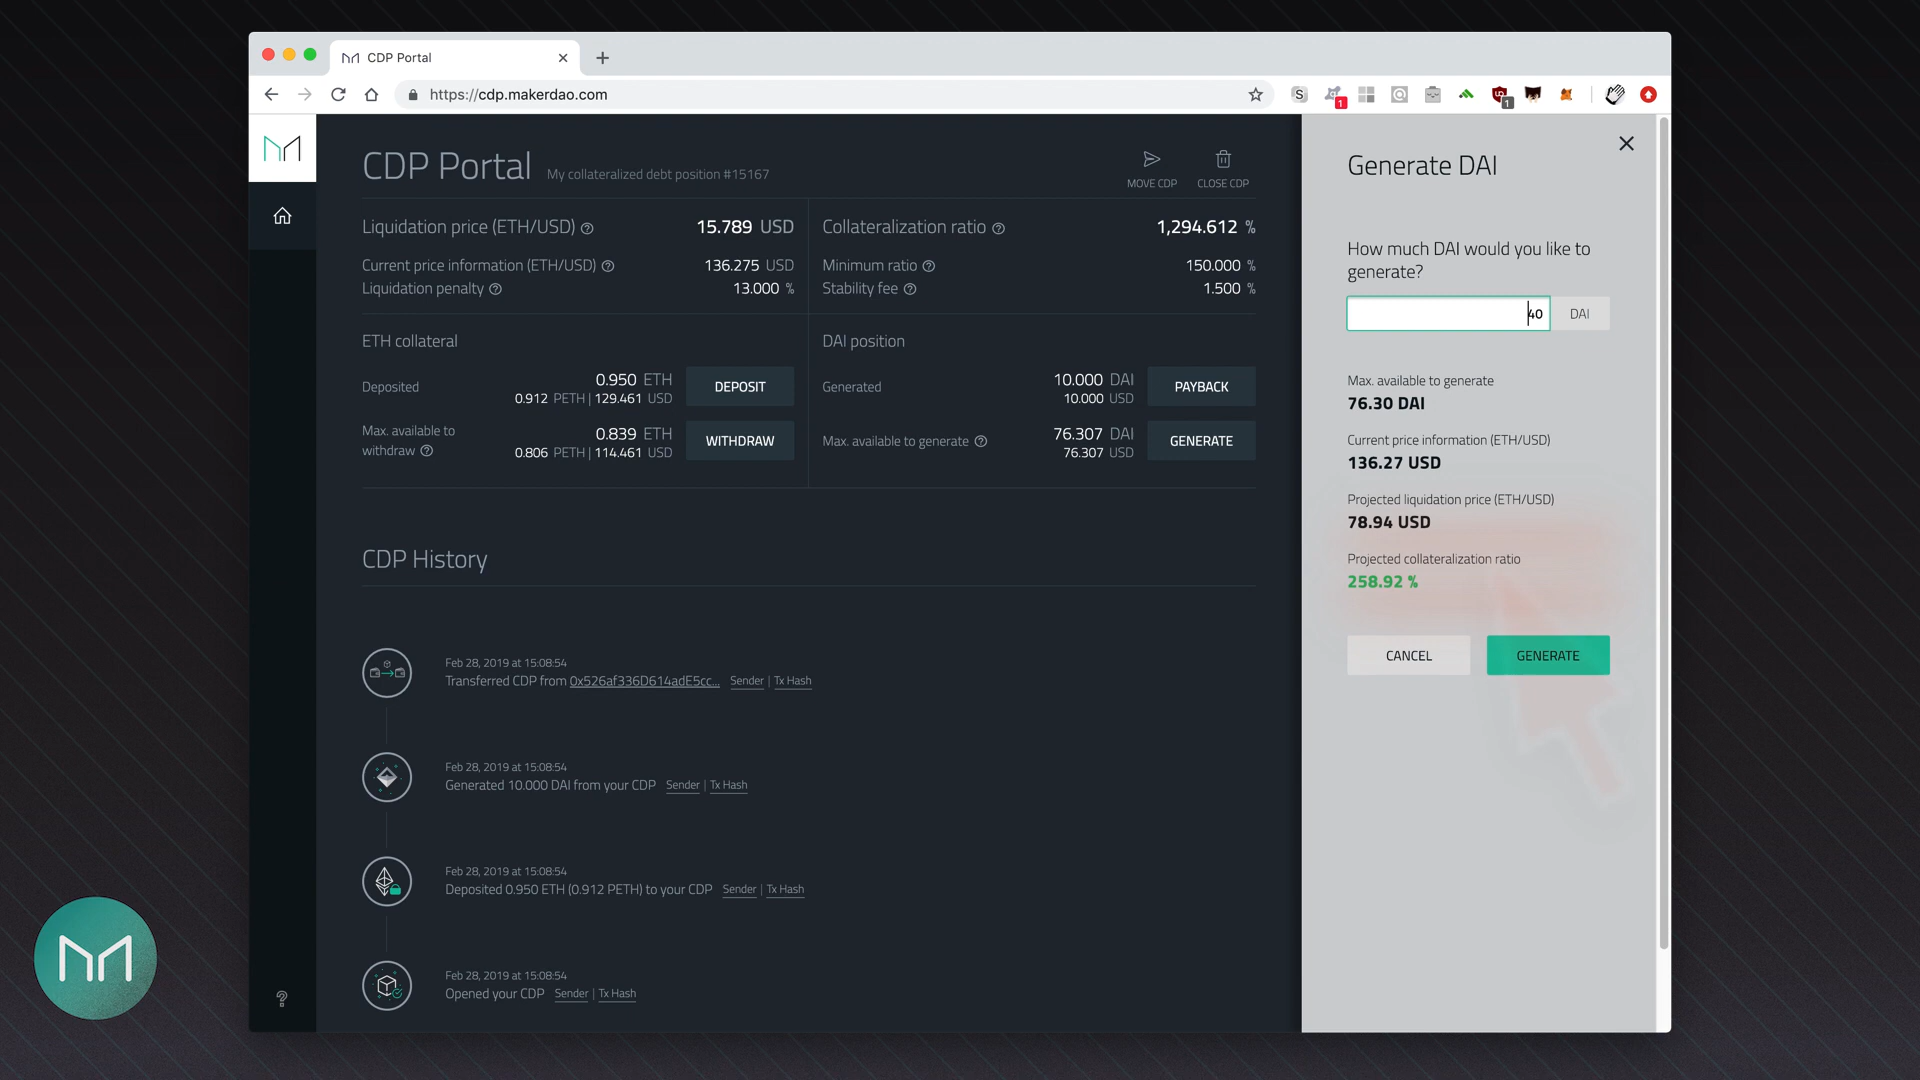 CDP Portal
https://cdp.makerdao.com
S
1
1
CDP Portal My collateralized debt position #15167
MOVE CDP
CLOSE CDP
Liquidation price (ETH/USD) ? 15.789 USD
Current price information (ETH/USD) ? 136.275 USD
Liquidation penalty ? 13.000 %
Collateralization ratio ? 1,294.612 %
Minimum ratio ? 150.000 %
Stability fee ? 1.500 %
ETH collateral
Deposited 0.950 ETH
0.912 PETH | 129.461 USD
DEPOSIT
Max. available to withdraw ? 0.839 ETH
0.806 PETH | 114.461 USD
WITHDRAW
DAI position
Generated 10.000 DAI
10.000 USD
PAYBACK
Max. available to generate ? 76.307 DAI
76.307 USD
GENERATE
CDP History
Feb 28, 2019 at 15:08:54
Transferred CDP from 0x526af336D614adE5cc... Sender | Tx Hash
Feb 28, 2019 at 15:08:54
Generated 10.000 DAI from your CDP Sender | Tx Hash
Feb 28, 2019 at 15:08:54
Deposited 0.950 ETH (0.912 PETH) to your CDP Sender | Tx Hash
Feb 28, 2019 at 15:08:54
Opened your CDP Sender | Tx Hash
?
Generate DAI
How much DAI would you like to
generate?
40 DAI
Max. available to generate
76.30 DAI
Current price information (ETH/USD)
136.27 USD
Projected liquidation price (ETH/USD)
78.94 USD
Projected collateralization ratio
258.92 %
CANCEL
GENERATE